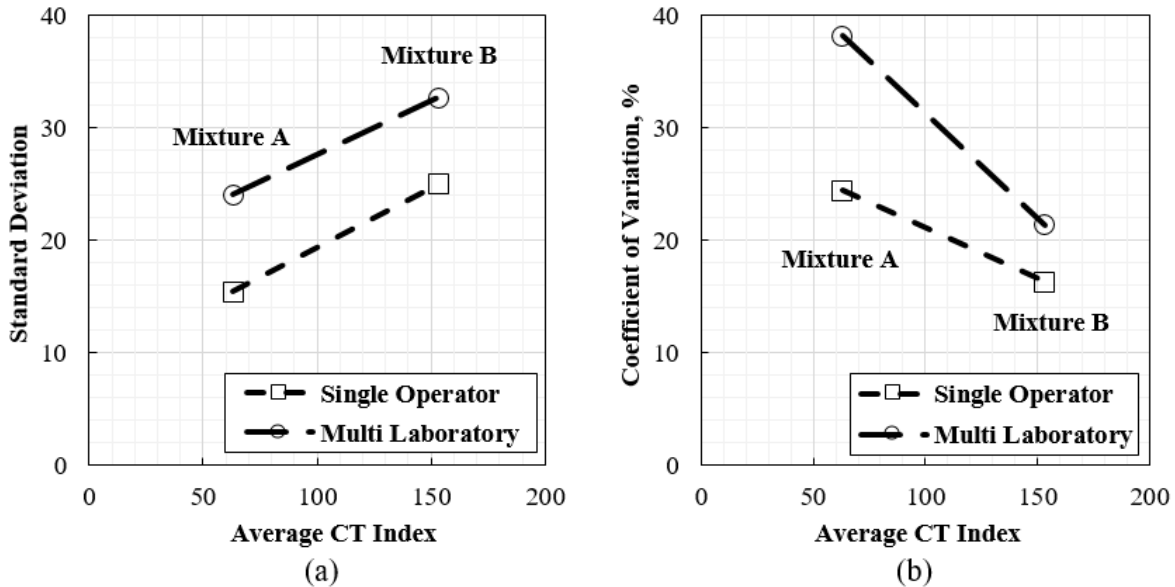 40
30
20
10
0
Standard Deviation
Mixture A
Mixture B
Single Operator
Multi Laboratory
0 50 100 150 200
Average CT Index
(a)
40
30
20
10
0
Coefficient of Variation, %
Mixture A
Mixture B
Single Operator
Multi Laboratory
0 50 100 150 200
Average CT Index
(b)